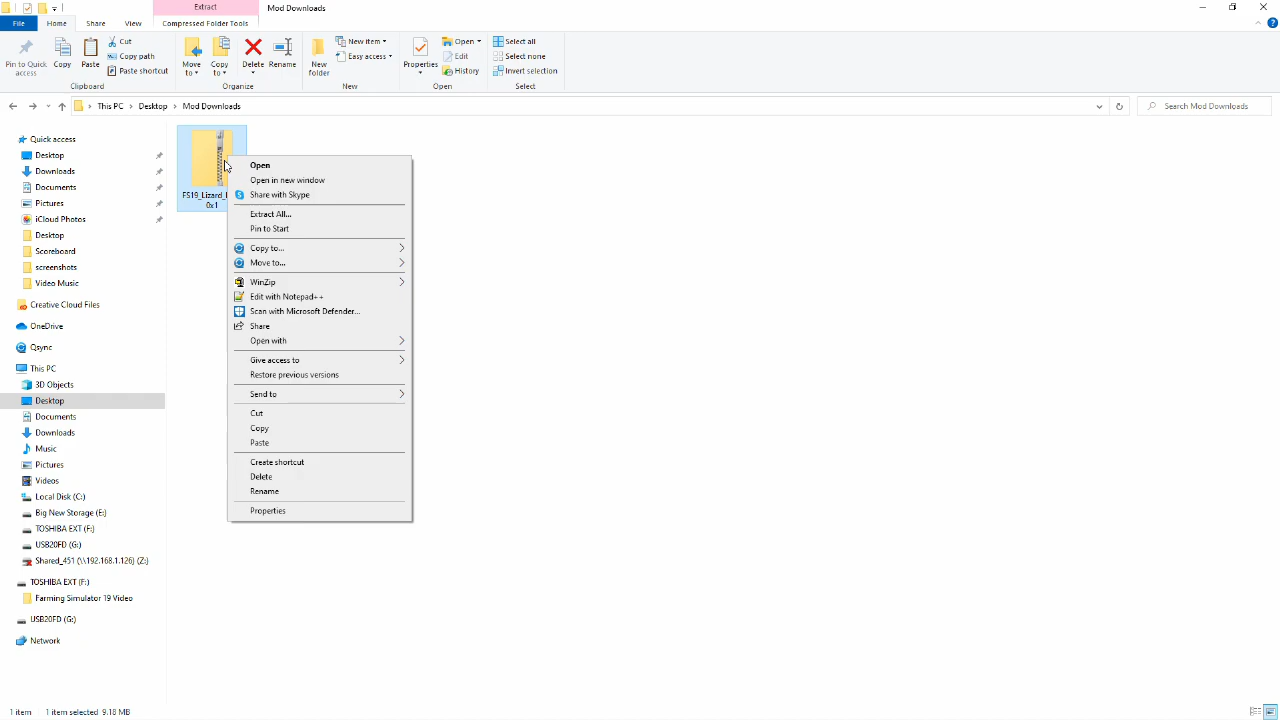 Extract
Mod Downloads
File
Home
Share
View
Compressed Folder Tools
Pin to Quick access
Copy
Paste
Cut
Copy path
Paste shortcut
Clipboard
Move to
Copy to
Delete
Rename
Organize
New folder
New item
Easy access
New
Properties
Open
Edit
History
Open
Select all
Select none
Invert selection
Select
This PC
Desktop
Mod Downloads
Search Mod Downloads
Quick access
Desktop
Downloads
Documents
Pictures
iCloud Photos
Desktop
Scoreboard
screenshots
Video Music
Creative Cloud Files
OneDrive
Qsync
This PC
3D Objects
Desktop
Documents
Downloads
Music
Pictures
Videos
Local Disk (C:)
Big New Storage (E:)
TOSHIBA EXT (F:)
USB20FD (G:)
Shared_451 (\\192.168.1.126) (Z:)
TOSHIBA EXT (F:)
Farming Simulator 19 Video
USB20FD (G:)
Network
FS19_Lizard_
0x1
Open
Open in new window
Share with Skype
Extract All...
Pin to Start
Copy to...
Move to...
WinZip
Edit with Notepad++
Scan with Microsoft Defender...
Share
Open with
Give access to
Restore previous versions
Send to
Cut
Copy
Paste
Create shortcut
Delete
Rename
Properties
1 item
1 item selected 9.18 MB